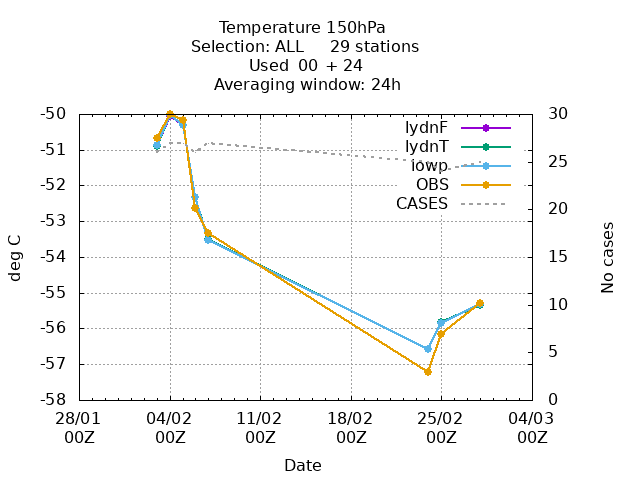 Temperature 150hPa
Selection: ALL 29 stations
Used 00 + 24
Averaging window: 24h
-50
-51
-52
-53
-54
-55
-56
-57
-58
30
25
20
15
10
5
0
lydnF
lydnT
iowp
OBS
CASES
deg C
No cases
28/01 04/02 11/02 18/02 25/02 04/03
00Z 00Z 00Z 00Z 00Z 00Z
Date